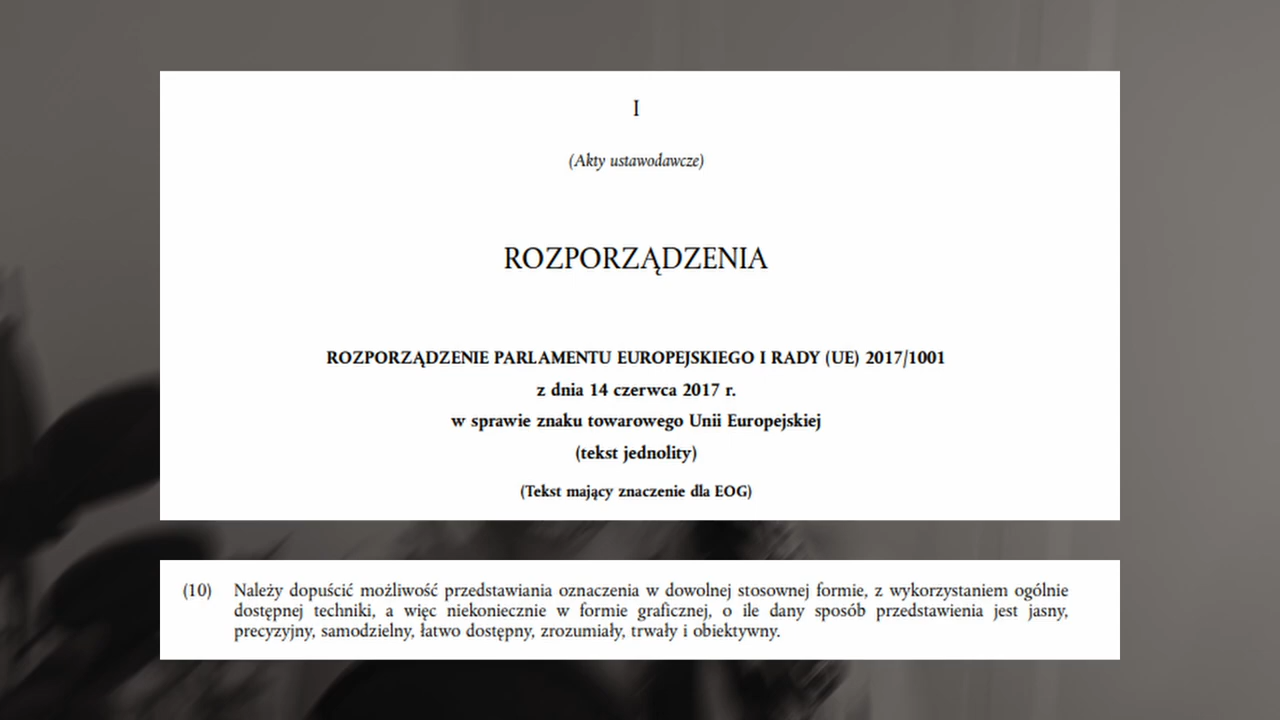 I
(Akty ustawodawcze)
ROZPORZĄDZENIA
ROZPORZĄDZENIE PARLAMENTU EUROPEJSKIEGO I RADY (UE) 2017/1001
z dnia 14 czerwca 2017 r.
w sprawie znaku towarowego Unii Europejskiej
(tekst jednolity)
(Tekst mający znaczenie dla EOG)
(10) Należy dopuścić możliwość przedstawiania oznaczenia w dowolnej stosownej formie, z wykorzystaniem ogólnie
dostępnej techniki, a więc niekoniecznie w formie graficznej, o ile dany sposób przedstawienia jest jasny,
precyzyjny, samodzielny, łatwo dostępny, zrozumiały, trwały i obiektywny.